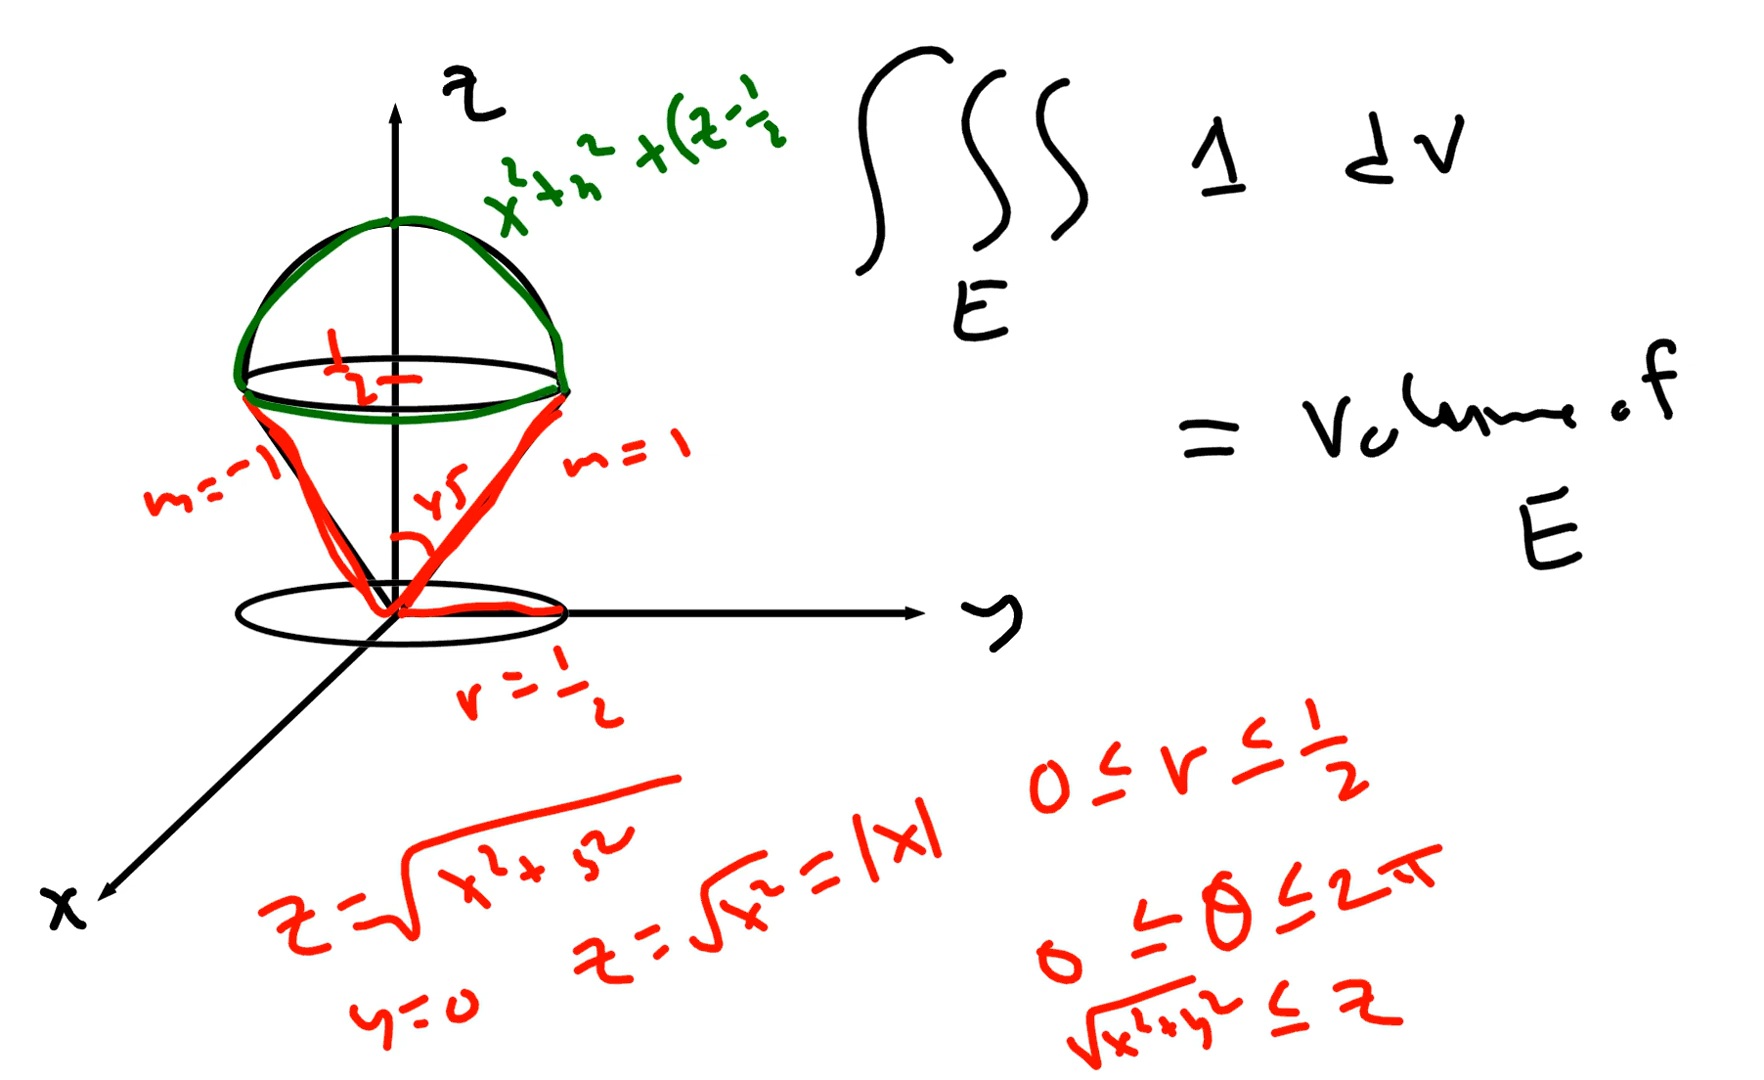 z
x² + y² + (z - 1/2
∫∫∫ 1 dV
E
= Volume of
E
1/2
m = -1
45
m = 1
y
r = 1/2
x
z = √(x² + y²)
y = 0
z = √x² = |x|
0 ≤ r ≤ 1/2
0 ≤ θ ≤ 2π
√(x² + y²) ≤ z